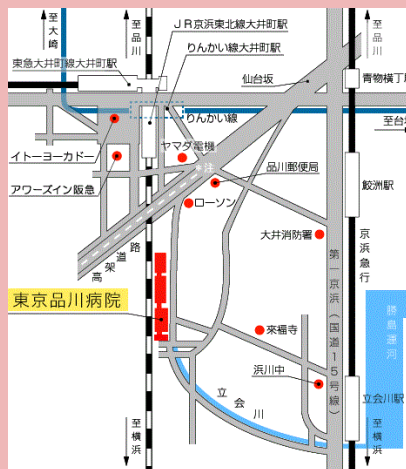 至大崎
至品川
ＪＲ京浜東北線大井町駅
至品川
りんかい線大井町駅
東急大井町線大井町駅
仙台坂
青物横丁駅
りんかい線
至台場
イトーヨーカドー
ヤマダ電機
注
品川郵便局
アワーズイン阪急
鮫洲駅
ローソン
大井消防署
高架道路
京浜急行
第一京浜（国道15号線）
東京品川病院
勝島運河
來福寺
浜川中
立会川
立会川駅
至横浜
至横浜